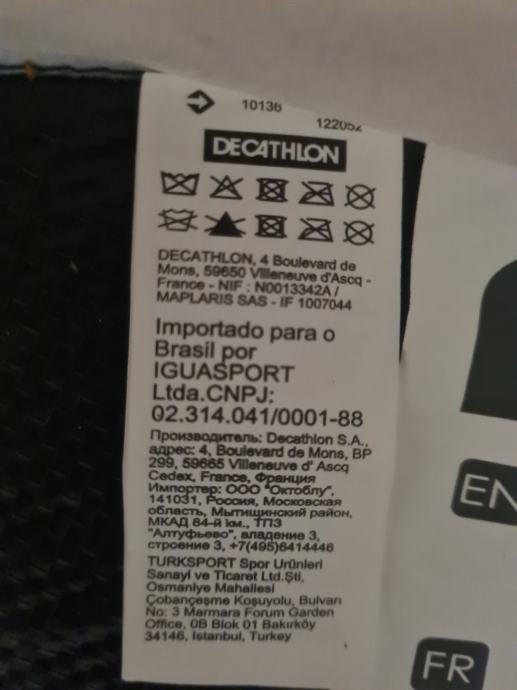 10136
122052
DECATHLON
DECATHLON, 4 Boulevard de
Mons, 59650 Villeneuve d'Ascq -
France - NIF : N0013342A /
MAPLARIS SAS - IF 1007044
Importado para o
Brasil por
IGUASPORT
Ltda.CNPJ:
02.314.041/0001-88
Производитель: Decathlon S.A.,
адрес: 4, Boulevard de Mons, BP
299, 59665 Villeneuve d' Ascq
Cedex, France, Франция
Импортер: ООО "Октоблу",
141031, Россия, Московская
область, Мытищинский район,
МКАД 84-й км., ТПЗ
"Алтуфьево", владение 3,
строение 3, +7(495)6414446
TURKSPORT Spor Urünleri
Sanayi ve Ticaret Ltd.Şti,
Osmaniye Mahallesi
Çobançeşme Koşuyolu, Bulvarı
No: 3 Marmara Forum Garden
Office, 0B Blok 01 Bakırköy
34146, Istanbul, Turkey
EN
FR